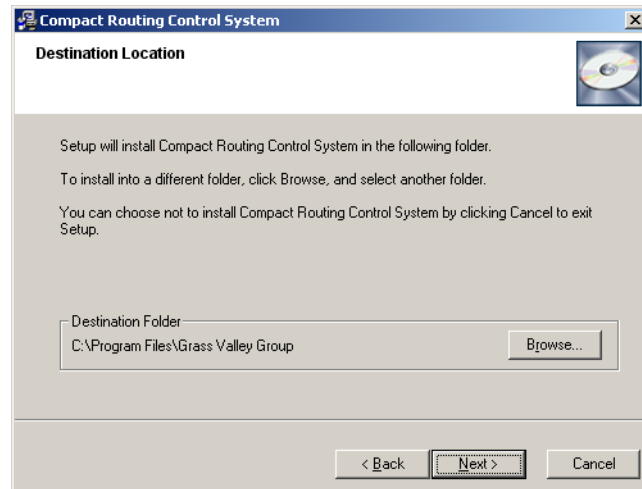 Compact Routing Control System
Destination Location
Setup will install Compact Routing Control System in the following folder.
To install into a different folder, click Browse, and select another folder.
You can choose not to install Compact Routing Control System by clicking Cancel to exit
Setup.
Destination Folder
C:\Program Files\Grass Valley Group
Browse...
< Back
Next >
Cancel